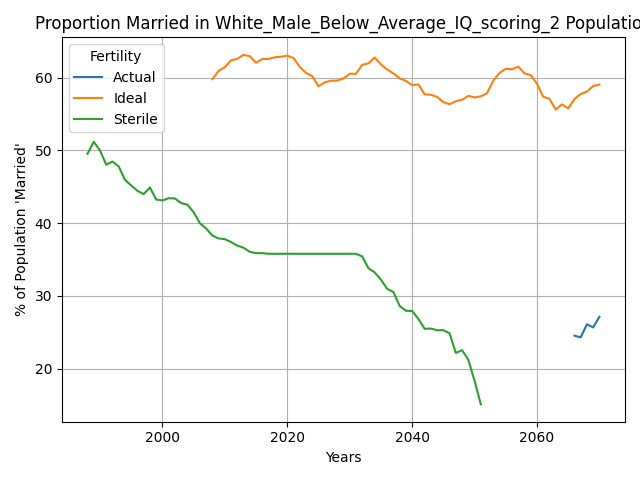 Proportion Married in White_Male_Below_Average_IQ_scoring_2 Populatio
Fertility
Actual
Ideal
Sterile
% of Population 'Married'
60
50
40
30
20
2000
2020
2040
2060
Years